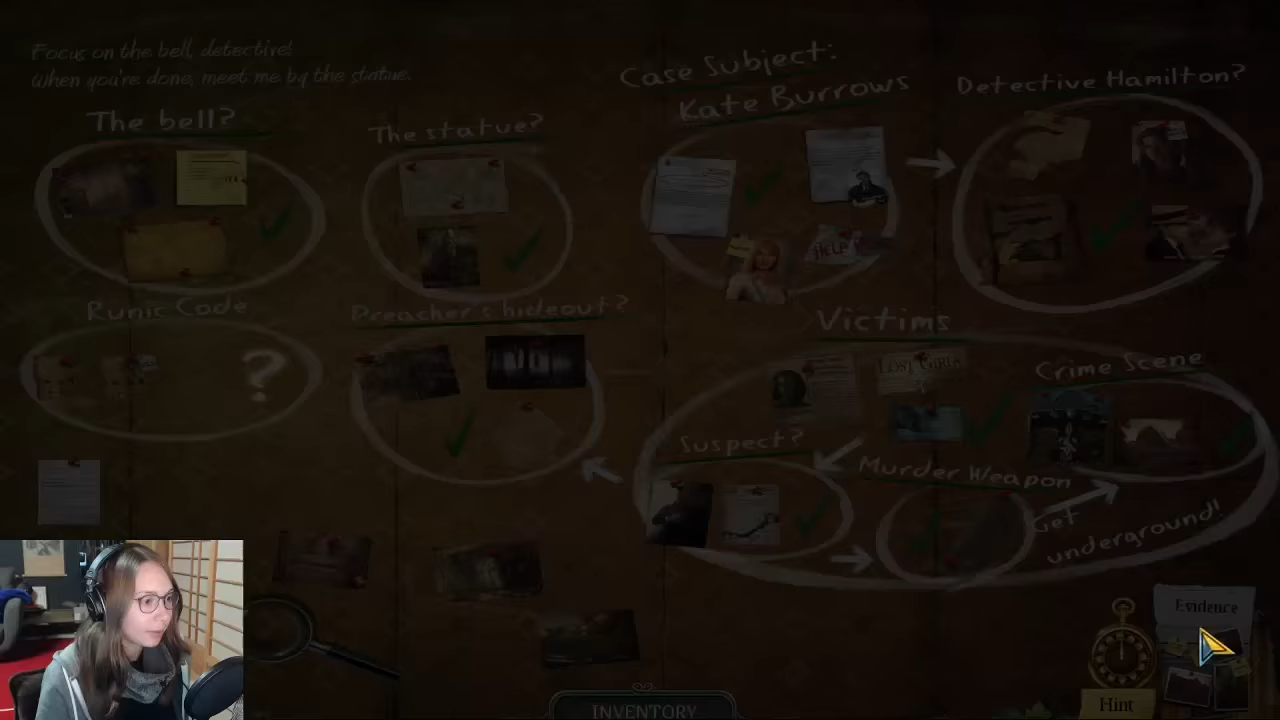 Focus on the bell, detective!
When you're done, meet me by the statue.
Case Subject:
Kate Burrows
Detective Hamilton?
The bell?
The statue?
HELP
Runic Code
Preacher's hideout?
Victims
Lost Girls
Crime Scene
?
Suspect?
Murder Weapon
Get
underground!
Evidence
Hint
INVENTORY